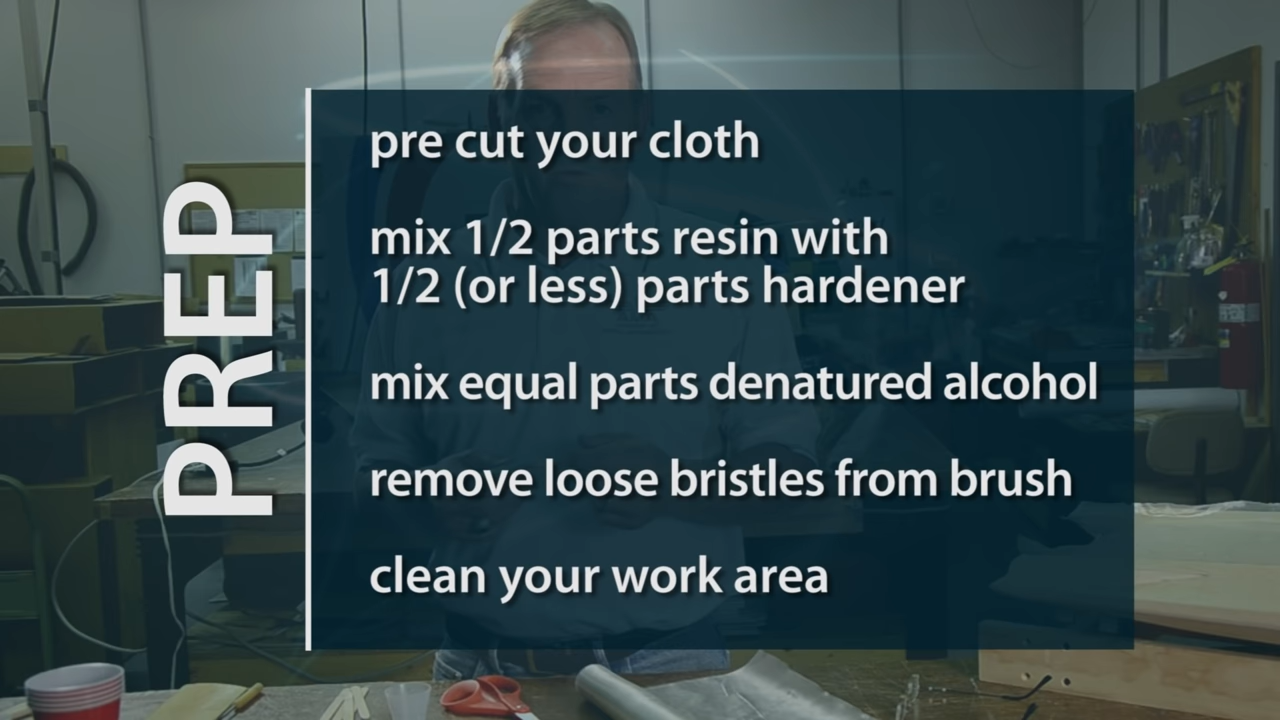 PREP
pre cut your cloth
mix 1/2 parts resin with
1/2 (or less) parts hardener
mix equal parts denatured alcohol
remove loose bristles from brush
clean your work area